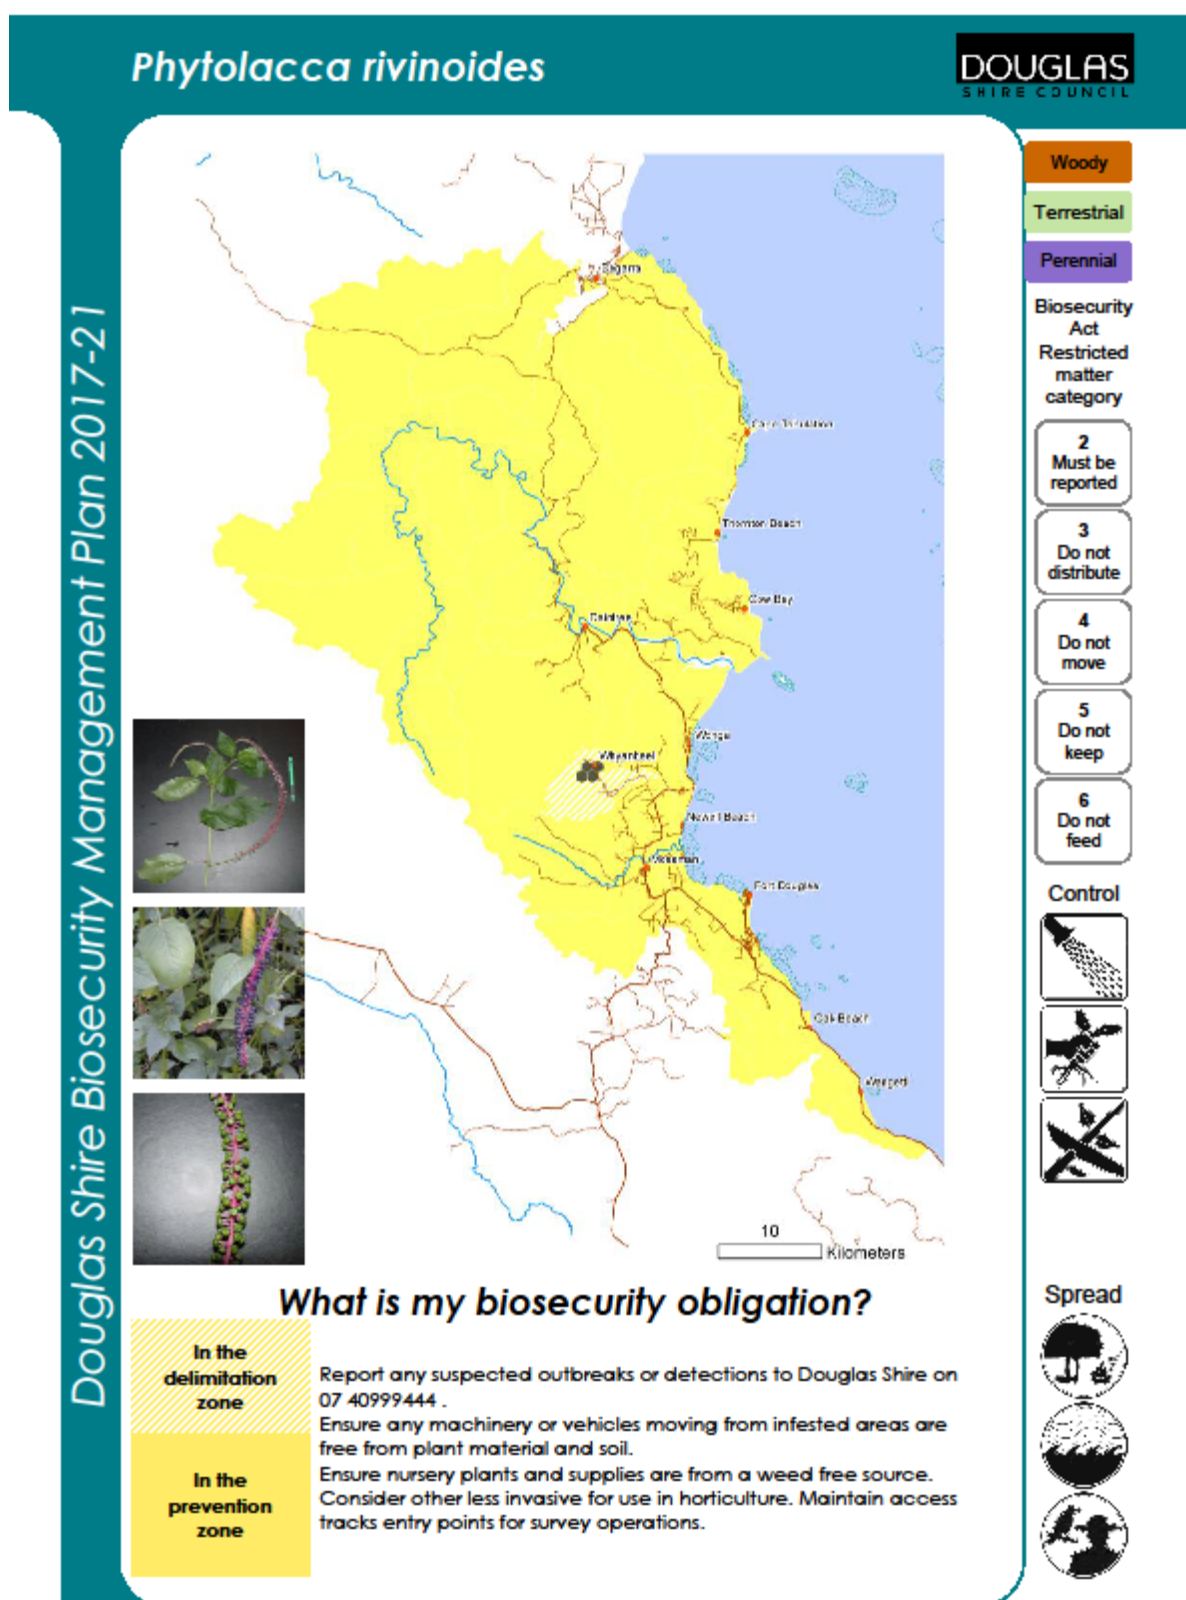 Phytolacca rivinoides
DOUGLAS
SHIRE COUNCIL
Douglas Shire Biosecurity Management Plan 2017-21
Woody
Terrestrial
Perennial
Biosecurity
Act
Restricted
matter
category
2
Must be
reported
3
Do not
distribute
4
Do not
move
5
Do not
keep
6
Do not
feed
Control
Spread
Degarra
Cape Tribulation
Thornton Beach
Cow Bay
Daintree
Wonga
Whyanbeel
Newell Beach
Mossman
Port Douglas
Oak Beach
Wangetti
10
Kilometers
What is my biosecurity obligation?
In the
delimitation
zone
In the
prevention
zone
Report any suspected outbreaks or detections to Douglas Shire on
07 40999444 .
Ensure any machinery or vehicles moving from infested areas are
free from plant material and soil.
Ensure nursery plants and supplies are from a weed free source.
Consider other less invasive for use in horticulture. Maintain access
tracks entry points for survey operations.